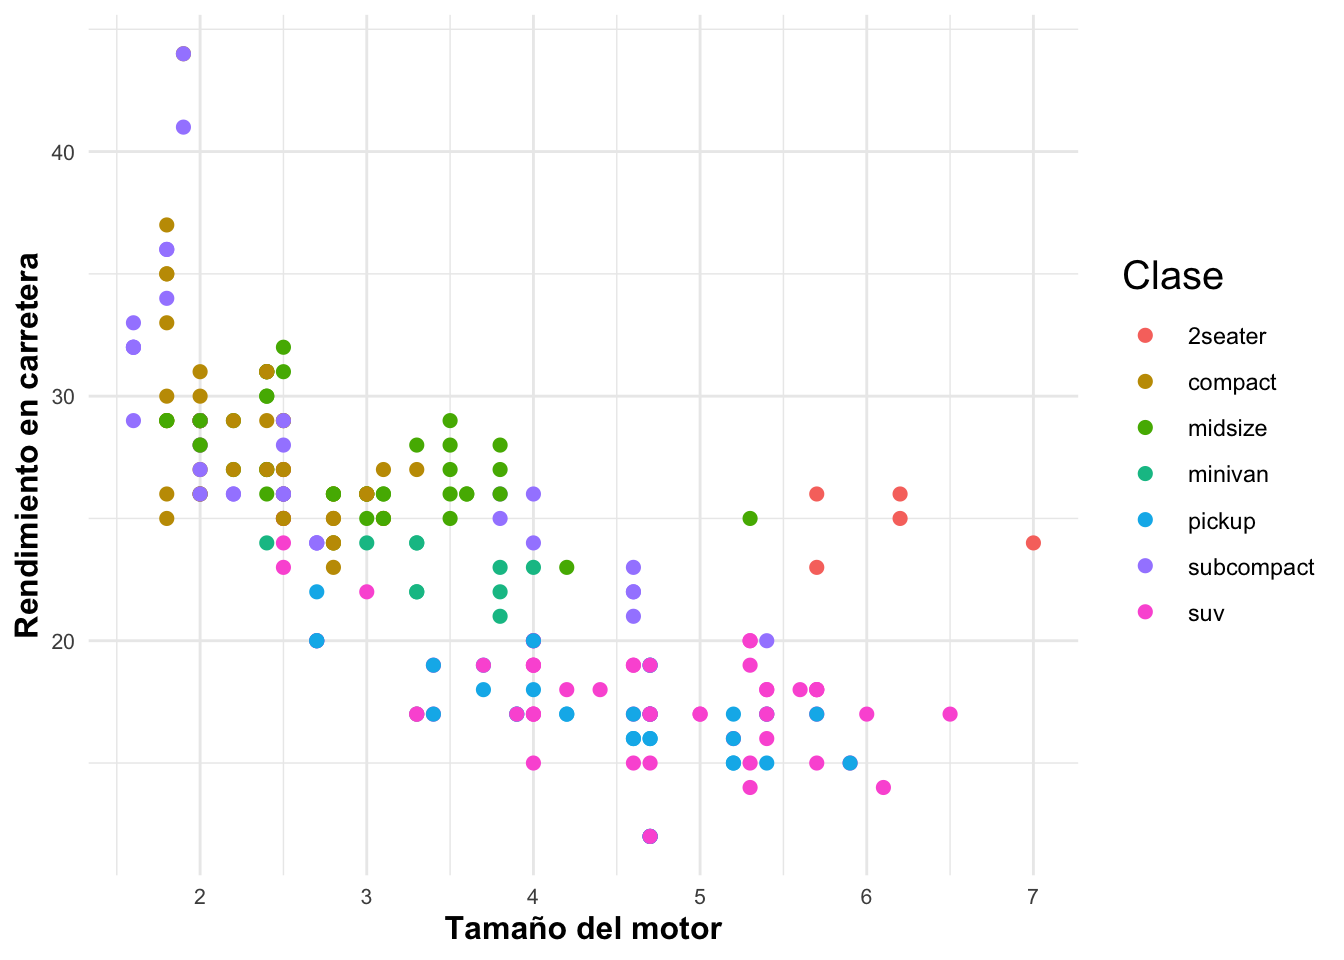 Rendimiento en carretera
40
30
20
2 3 4 5 6 7
Tamaño del motor
Clase
2seater
compact
midsize
minivan
pickup
subcompact
suv